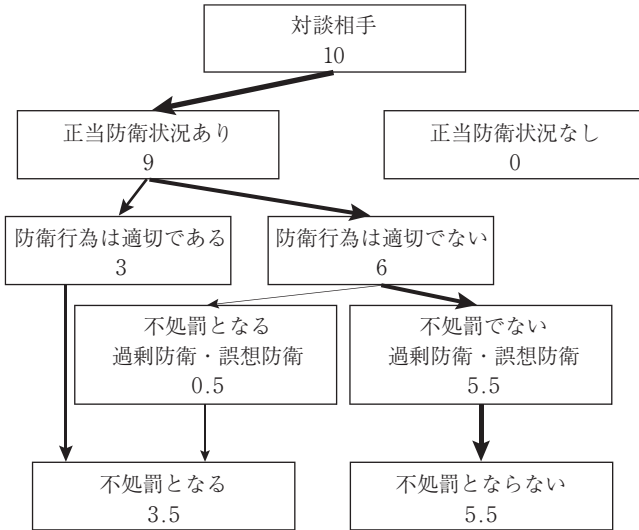 対談相手
10
正当防衛状況あり
9
正当防衛状況なし
0
防衛行為は適切である
3
防衛行為は適切でない
6
不処罰となる
過剰防衛・誤想防衛
0.5
不処罰でない
過剰防衛・誤想防衛
5.5
不処罰となる
3.5
不処罰とならない
5.5